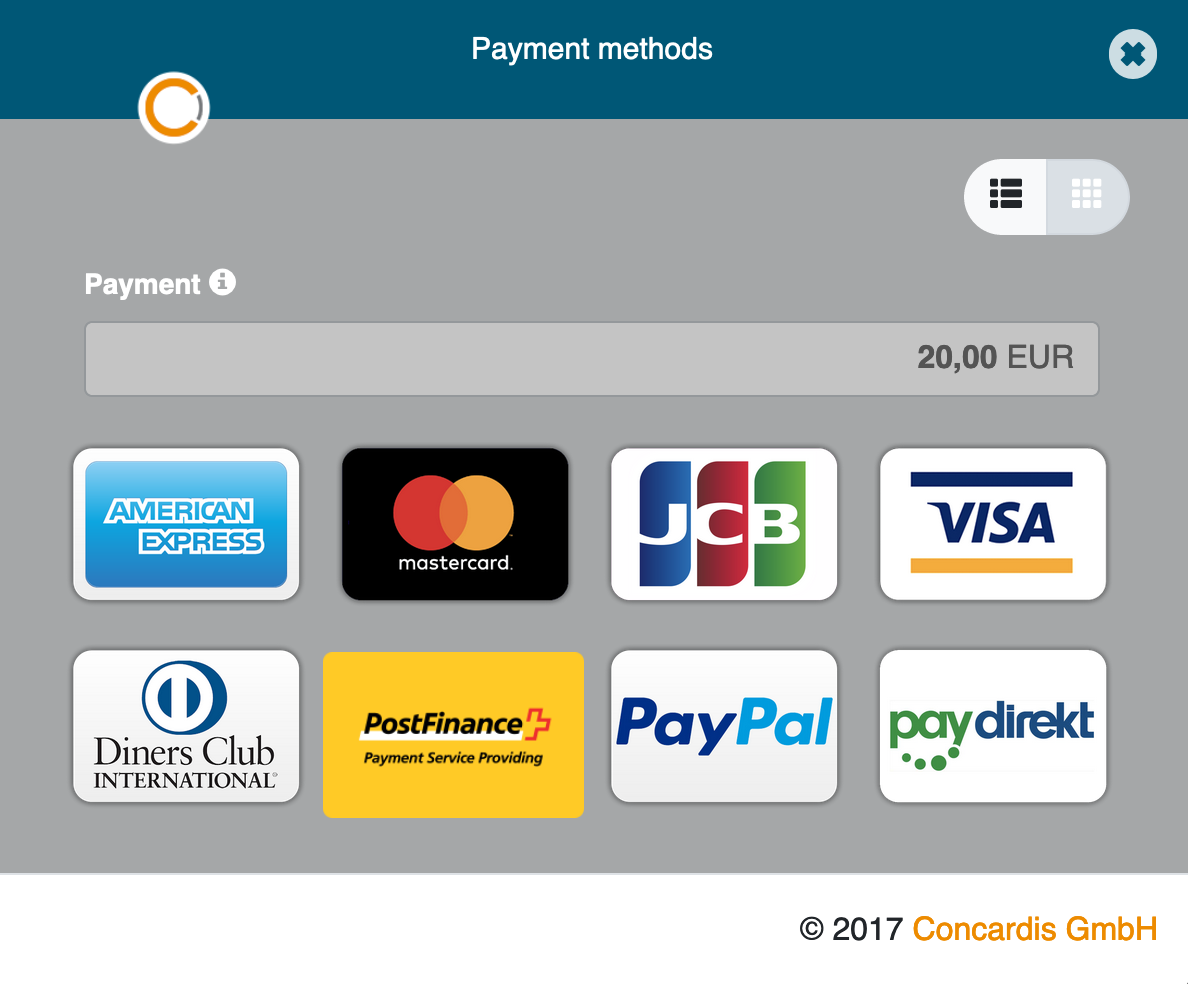 Payment methods
Payment
20,00 EUR
AMERICAN
EXPRESS
mastercard.
JCB
VISA
Diners Club
INTERNATIONAL®
PostFinance
Payment Service Providing
PayPal
paydirekt
© 2017 Concardis GmbH